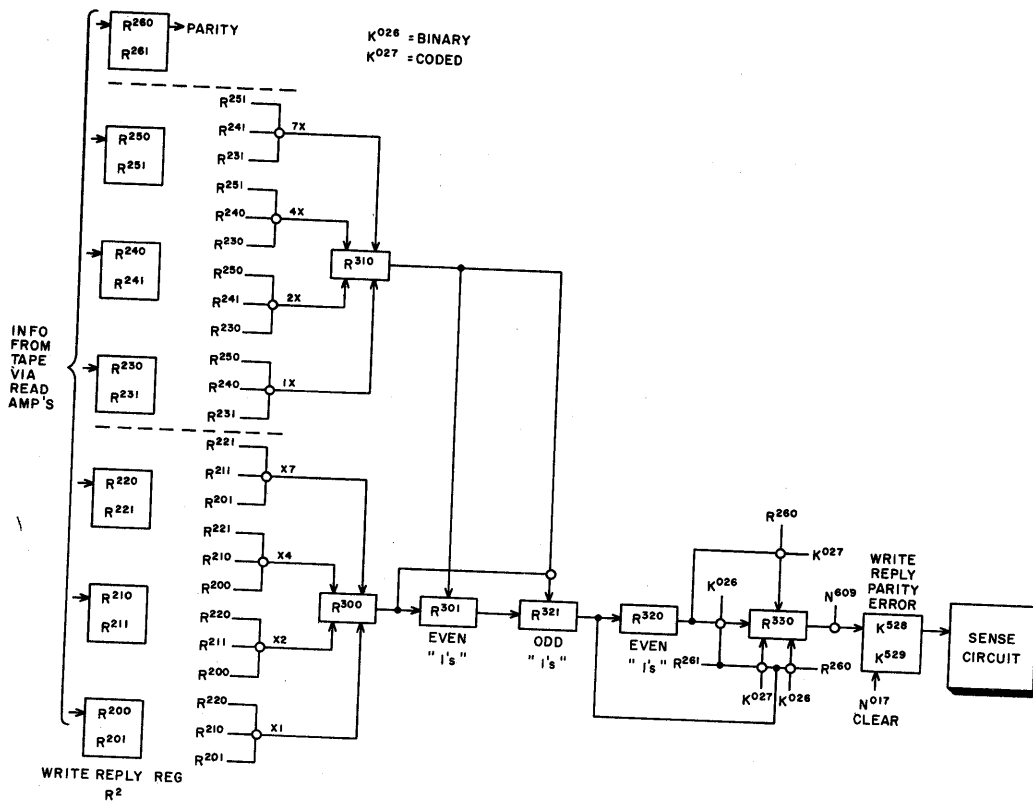 R260 PARITY
R261
K026 = BINARY
K027 = CODED
R250
R251
R240
R241
R230
R231
R220
R221
R210
R211
R200
R201
INFO
FROM
TAPE
VIA
READ
AMP'S
WRITE REPLY REG
R2
R251
R241 7X
R231
R251
R240 4X
R230
R250
R241 2X
R230
R250
R240 1X
R231
R310
R221
R211 X7
R201
R221
R210 X4
R200
R220
R211 X2
R200
R220
R210 X1
R201
R300
R301
EVEN
"1's"
R321
ODD
"1's"
R320
EVEN
"1's"
R260
K027
K026
R330
R261
R260
K027
K026
N609
WRITE
REPLY
PARITY
ERROR
K528
K529
N017
CLEAR
SENSE
CIRCUIT